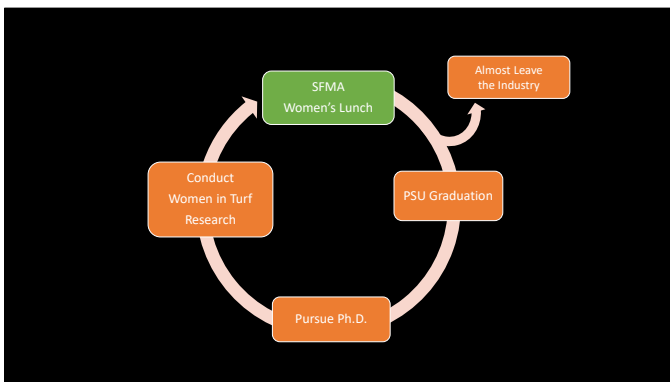 SFMA
Women's Lunch
Almost Leave
the Industry
PSU Graduation
Pursue Ph.D.
Conduct
Women in Turf
Research